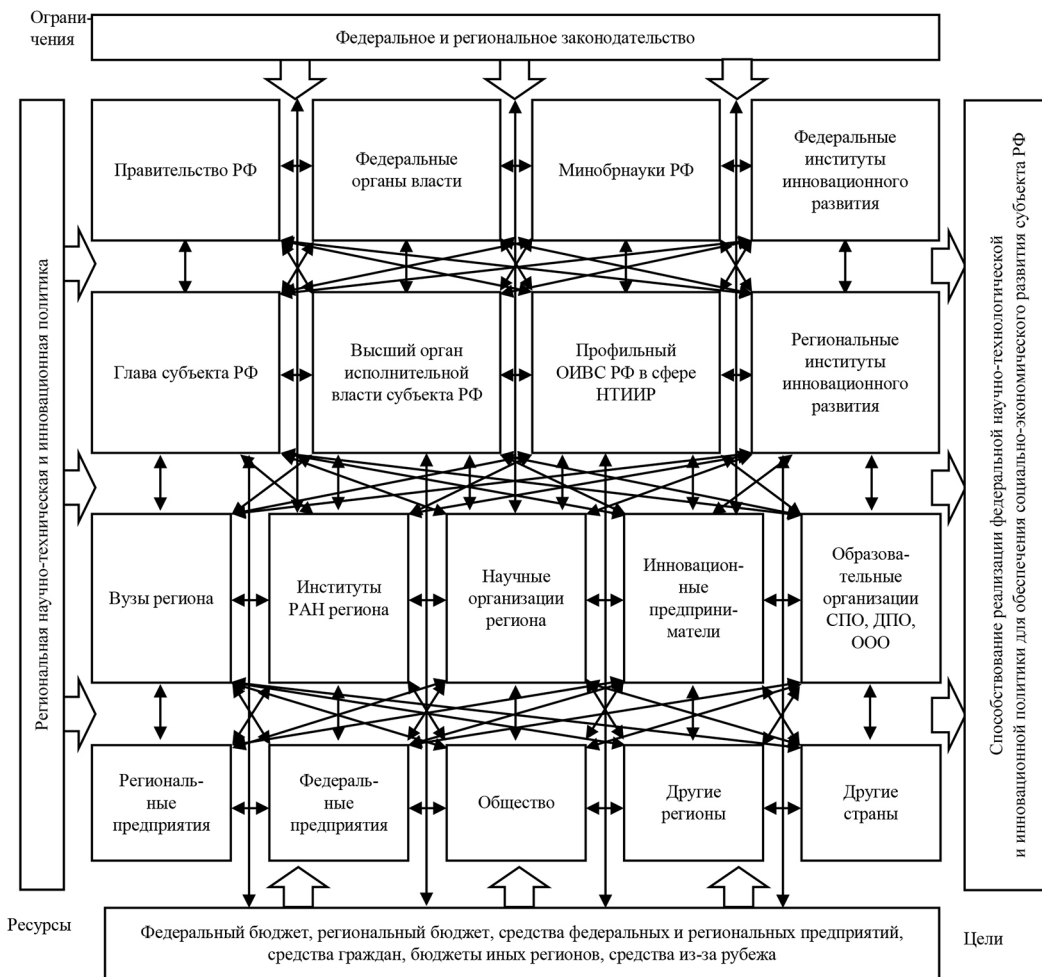 Ограни-
чения
Федеральное и региональное законодательство
Региональная научно-техническая и инновационная политика
Правительство РФ
Федеральные
органы власти
Минобрнауки РФ
Федеральные
институты
инновационного
развития
Глава субъекта РФ
Высший орган
исполнительной
власти субъекта РФ
Профильный
ОИВС РФ в сфере
НТИИР
Региональные
институты
инновационного
развития
Вузы региона
Институты
РАН региона
Научные
организации
региона
Инновацион-
ные
предприни-
матели
Образова-
тельные
организации
СПО, ДПО,
ООО
Региональ-
ные
предприятия
Федераль-
ные
предприятия
Общество
Другие
регионы
Другие
страны
Способствование реализации федеральной научно-технологической
и инновационной политики для обеспечения социально-экономического развития субъекта РФ
Ресурсы
Федеральный бюджет, региональный бюджет, средства федеральных и региональных предприятий,
средства граждан, бюджеты иных регионов, средства из-за рубежа
Цели